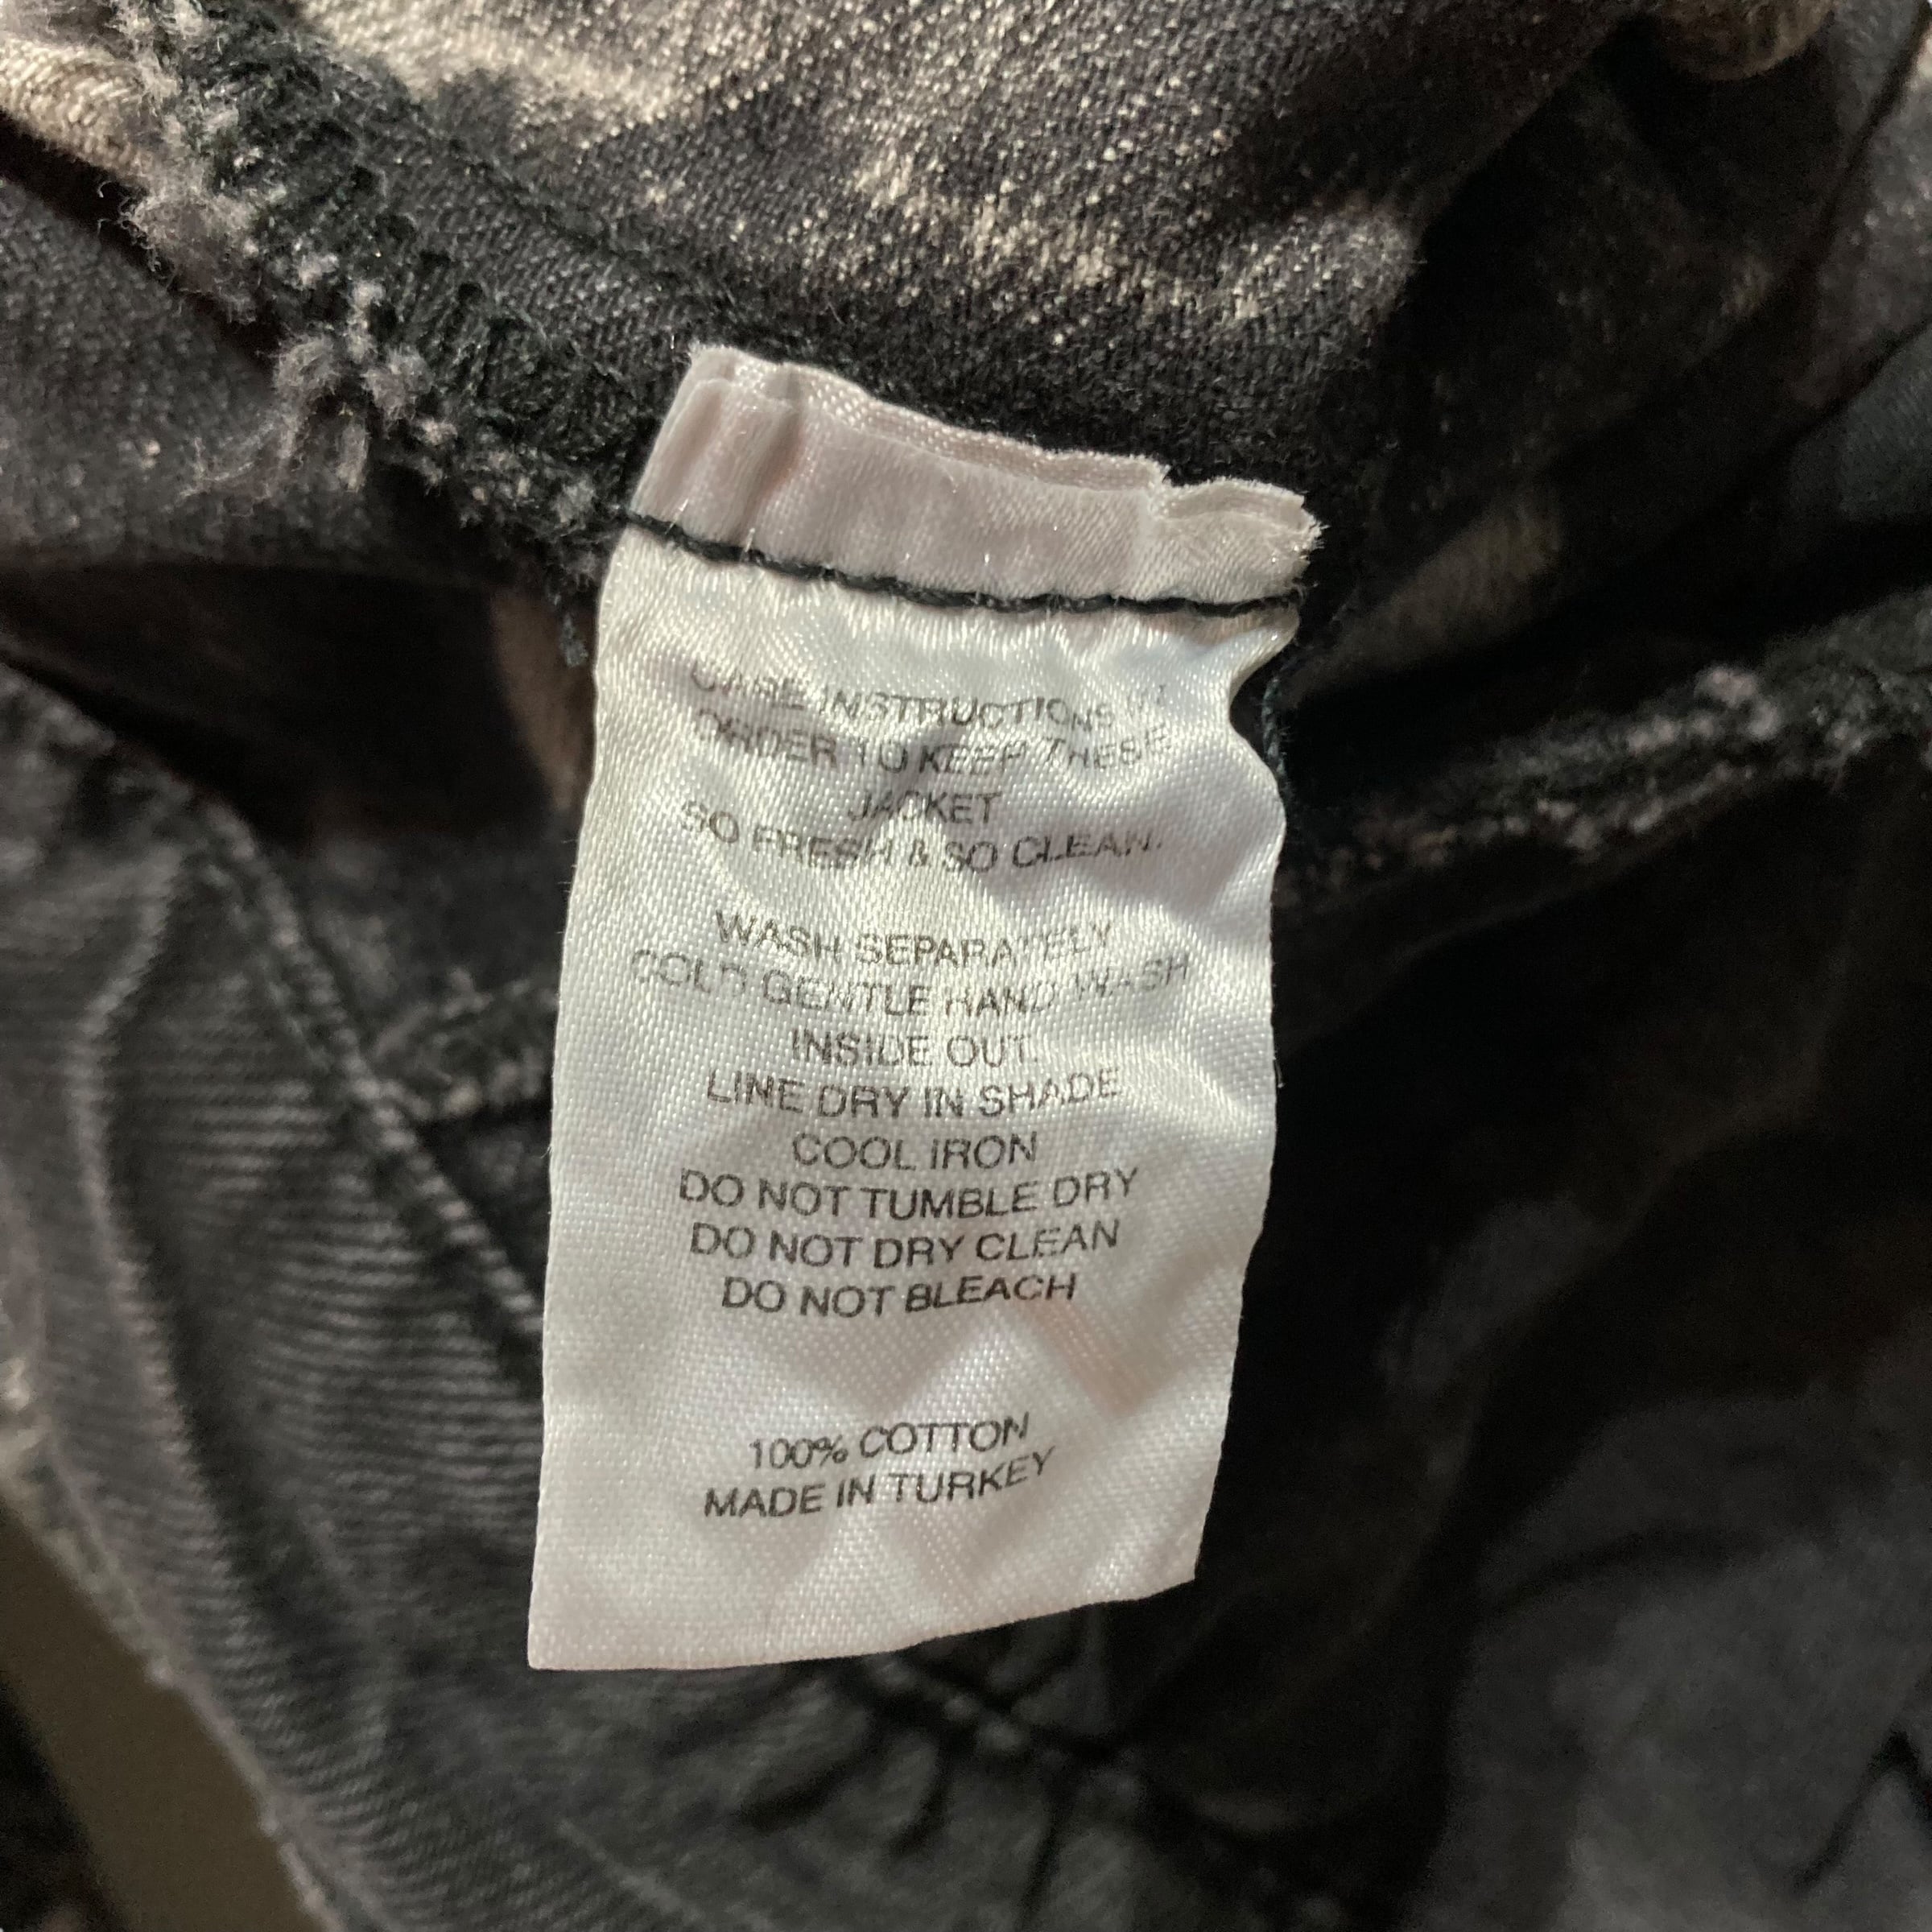 CARE INSTRUCTIONS IN
ORDER TO KEEP THESE
JACKET
SO FRESH & SO CLEAN.
WASH SEPARATELY
COLD GENTLE HAND WASH
INSIDE OUT.
LINE DRY IN SHADE
COOL IRON
DO NOT TUMBLE DRY
DO NOT DRY CLEAN
DO NOT BLEACH
100% COTTON
MADE IN TURKEY